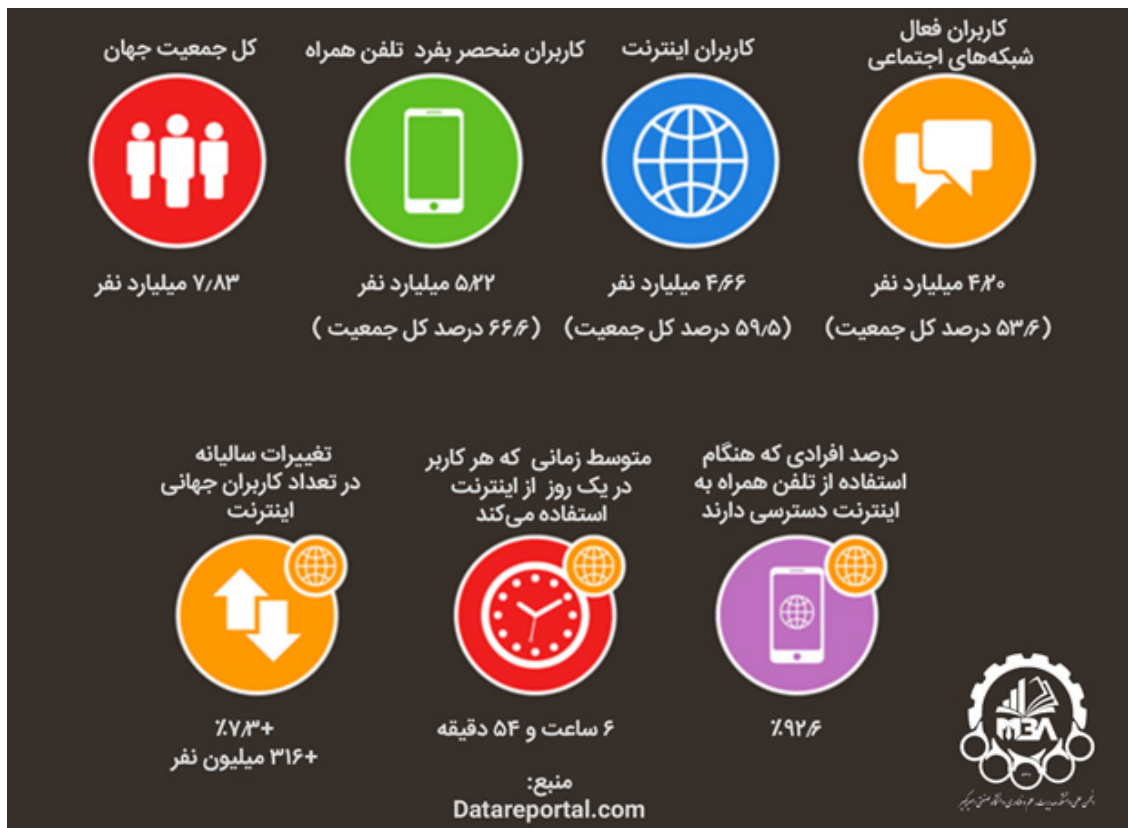 کاربران فعال
شبکه‌های اجتماعی
۴٫۲۰ میلیارد نفر
(۵۳٫۶ درصد کل جمعیت)
کاربران اینترنت
۴٫۶۶ میلیارد نفر
(۵۹٫۵ درصد کل جمعیت)
کاربران منحصر بفرد تلفن همراه
۵٫۲۲ میلیارد نفر
(۶۶٫۶ درصد کل جمعیت )
کل جمعیت جهان
۷٫۸۳ میلیارد نفر
درصد افرادی که هنگام
استفاده از تلفن همراه به
اینترنت دسترسی دارند
٪۹۲٫۶
متوسط زمانی که هر کاربر
در یک روز از اینترنت
استفاده می‌کند
۶ ساعت و ۵۴ دقیقه
تغییرات سالیانه
در تعداد کاربران جهانی
اینترنت
+۷٫۳٪
+۳۱۶ میلیون نفر
منبع:
Datareportal.com
MBA